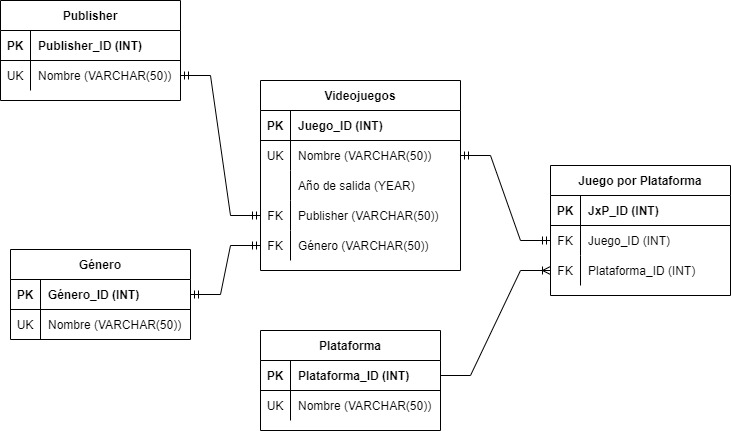 Publisher
PK Publisher_ID (INT)
UK Nombre (VARCHAR(50))
Videojuegos
PK Juego_ID (INT)
UK Nombre (VARCHAR(50))
Año de salida (YEAR)
FK Publisher (VARCHAR(50))
FK Género (VARCHAR(50))
Juego por Plataforma
PK JxP_ID (INT)
FK Juego_ID (INT)
FK Plataforma_ID (INT)
Género
PK Género_ID (INT)
UK Nombre (VARCHAR(50))
Plataforma
PK Plataforma_ID (INT)
UK Nombre (VARCHAR(50))